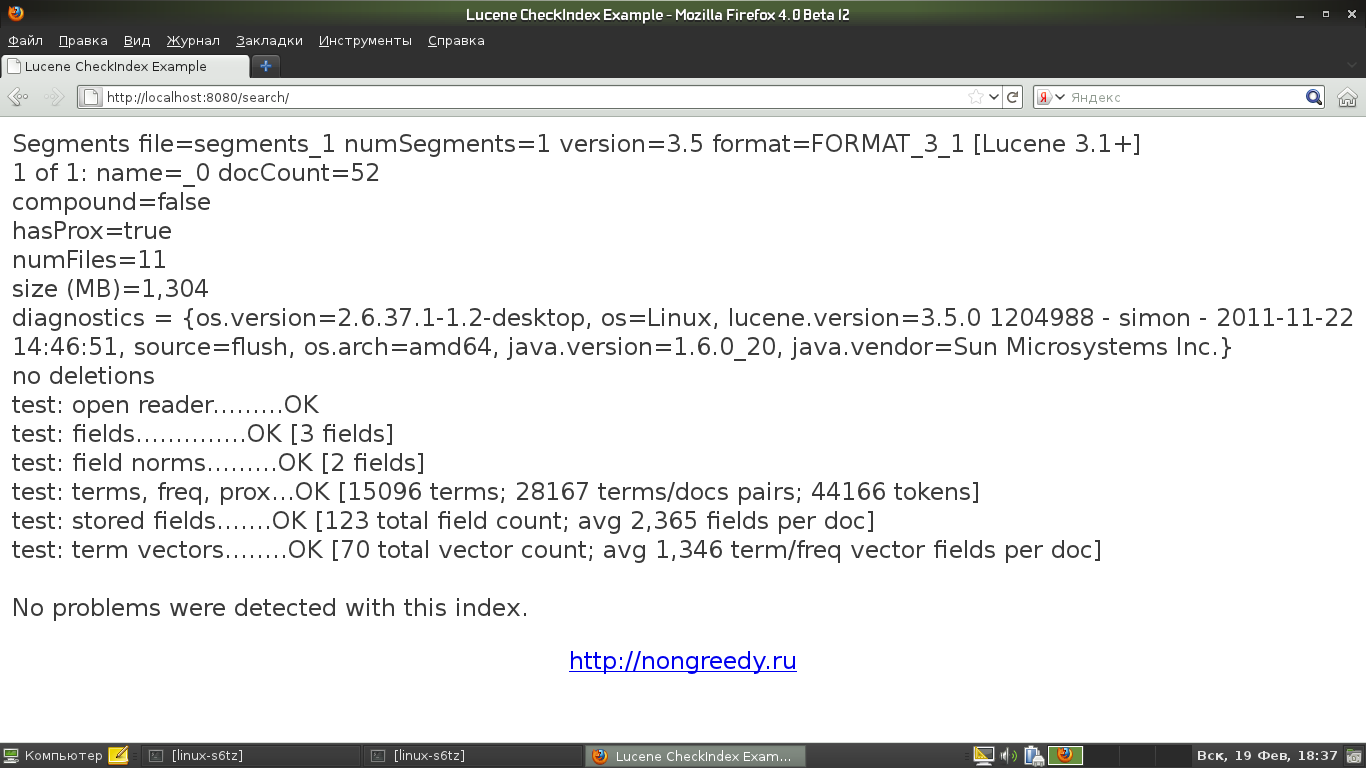 Lucene CheckIndex Example - Mozilla Firefox 4.0 Beta 12
Файл Правка Вид Журнал Закладки Инструменты Справка
Lucene CheckIndex Example
http://localhost:8080/search/ Яндекс
Segments file=segments_1 numSegments=1 version=3.5 format=FORMAT_3_1 [Lucene 3.1+]
1 of 1: name=_0 docCount=52
compound=false
hasProx=true
numFiles=11
size (MB)=1,304
diagnostics = {os.version=2.6.37.1-1.2-desktop, os=Linux, lucene.version=3.5.0 1204988 - simon - 2011-11-22
14:46:51, source=flush, os.arch=amd64, java.version=1.6.0_20, java.vendor=Sun Microsystems Inc.}
no deletions
test: open reader.........OK
test: fields..............OK [3 fields]
test: field norms.........OK [2 fields]
test: terms, freq, prox...OK [15096 terms; 28167 terms/docs pairs; 44166 tokens]
test: stored fields.......OK [123 total field count; avg 2,365 fields per doc]
test: term vectors........OK [70 total vector count; avg 1,346 term/freq vector fields per doc]
No problems were detected with this index.
http://nongreedy.ru
Компьютер [linux-s6tz] [linux-s6tz] Lucene CheckIndex Exam... Вск, 19 Фев, 18:37